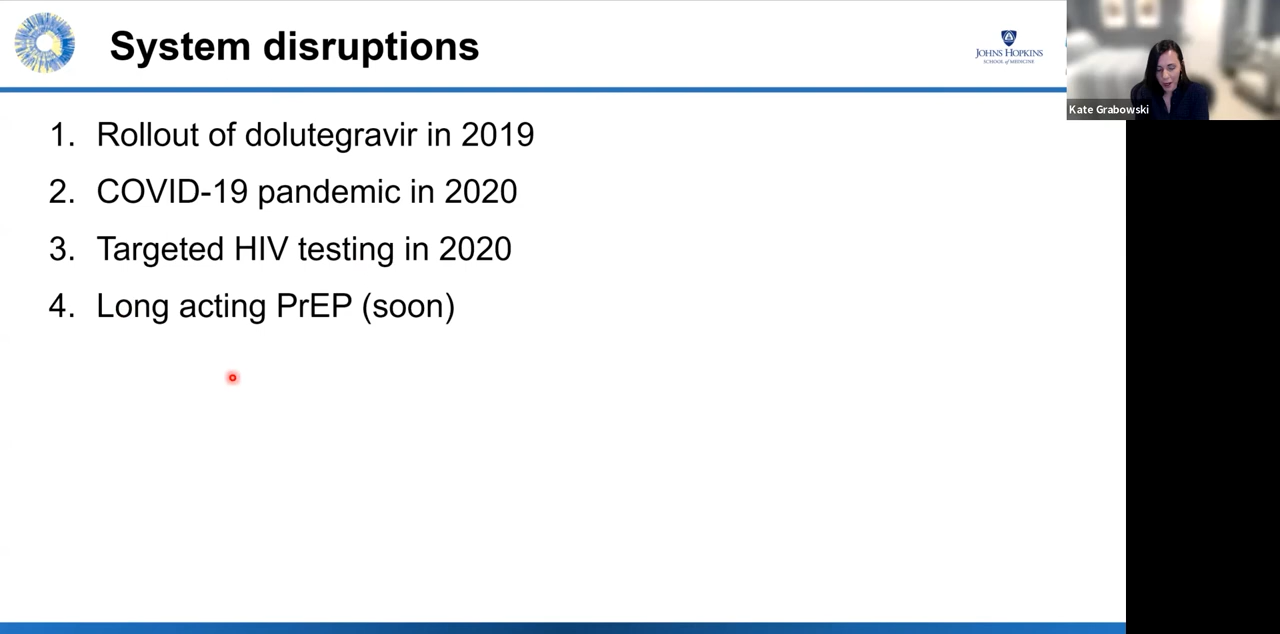 System disruptions
JOHNS HOPKINS
SCHOOL of MEDICINE
Kate Grabowski
1. Rollout of dolutegravir in 2019
2. COVID-19 pandemic in 2020
3. Targeted HIV testing in 2020
4. Long acting PrEP (soon)